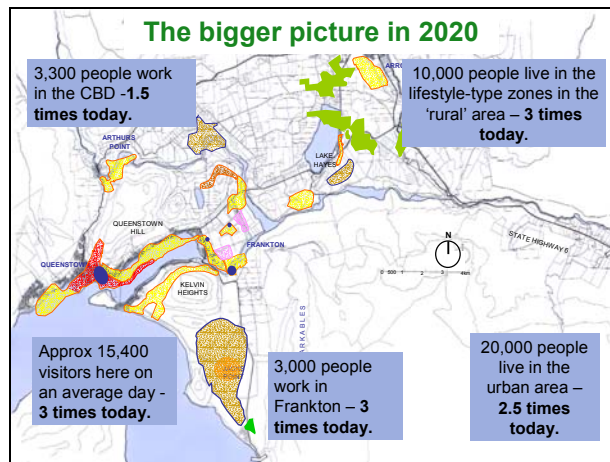 The bigger picture in 2020
3,300 people work
in the CBD -1.5
times today.
10,000 people live in the
lifestyle-type zones in the
‘rural’ area – 3 times
today.
ARTHURS
POINT
LAKE
HAYES
QUEENSTOWN
HILL
FRANKTON
N
STATE HIGHWAY 6
KELVIN
HEIGHTS
Approx 15,400
visitors here on
an average day -
3 times today.
3,000 people
work in
Frankton – 3
times today.
20,000 people
live in the
urban area –
2.5 times
today.